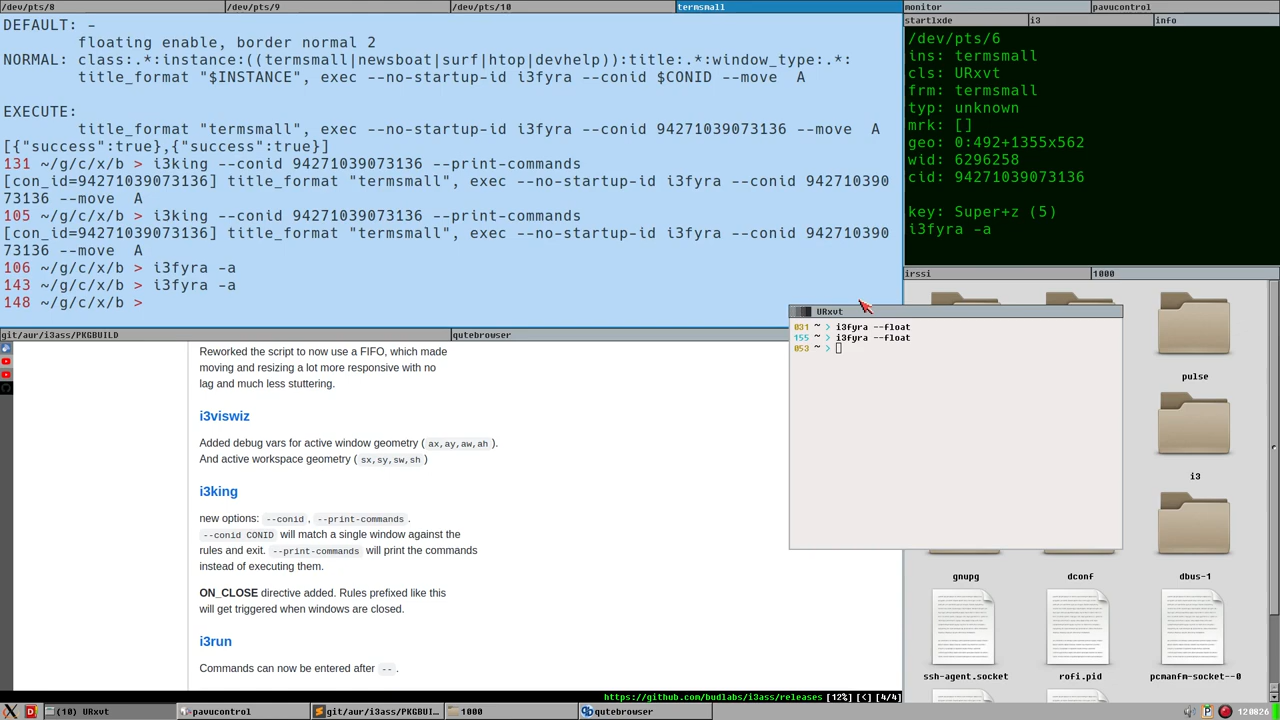 /dev/pts/8 /dev/pts/9 /dev/pts/10 termsmall monitor pavucontrol
startlxde i3 info
DEFAULT: -
floating enable, border normal 2
NORMAL: class:.*:instance:((termsmall|newsboat|surf|htop|devhelp)):title:.*:window_type:.*:
title_format "$INSTANCE", exec --no-startup-id i3fyra --conid $CONID --move  A
EXECUTE:
title_format "termsmall", exec --no-startup-id i3fyra --conid 94271039073136 --move  A
[{"success":true},{"success":true}]
131 ~/g/c/x/b > i3king --conid 94271039073136 --print-commands
[con_id=94271039073136] title_format "termsmall", exec --no-startup-id i3fyra --conid 942710390
73136 --move  A
105 ~/g/c/x/b > i3king --conid 94271039073136 --print-commands
[con_id=94271039073136] title_format "termsmall", exec --no-startup-id i3fyra --conid 942710390
73136 --move  A
106 ~/g/c/x/b > i3fyra -a
143 ~/g/c/x/b > i3fyra -a
148 ~/g/c/x/b >
/dev/pts/6
ins: termsmall
cls: URxvt
frm: termsmall
typ: unknown
mrk: []
geo: 0:492+1355x562
wid: 6296258
cid: 94271039073136
key: Super+z (5)
i3fyra -a
irssi 1000
URxvt
031 ~ > i3fyra --float
155 ~ > i3fyra --float
053 ~ >
git/aur/i3ass/PKGBUILD qutebrowser
Reworked the script to now use a FIFO, which made
moving and resizing a lot more responsive with no
lag and much less stuttering.
i3viswiz
Added debug vars for active window geometry ( ax,ay,aw,ah ).
And active workspace geometry ( sx,sy,sw,sh )
i3king
new options: --conid , --print-commands .
--conid CONID will match a single window against the
rules and exit. --print-commands will print the commands
instead of executing them.
ON_CLOSE directive added. Rules prefixed like this
will get triggered when windows are closed.
i3run
Commands can now be entered after -- .
pulse
i3
gnupg dconf dbus-1
ssh-agent.socket rofi.pid pcmanfm-socket--0
https://github.com/budlabs/i3ass/releases [12%] [<] [4/4]
D (10) URxvt pavucontrol git/aur/i3ass/PKGBUI... 1000 qutebrowser P 120826